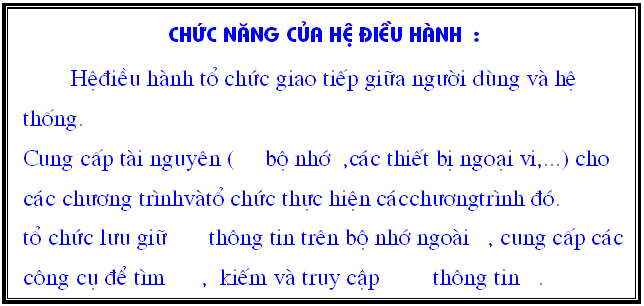 CHỨC NĂNG CỦA HỆ ĐIỀU HÀNH :
Hệđiều hành tổ chức giao tiếp giữa người dùng và hệ
thống.
Cung cấp tài nguyên ( bộ nhớ ,các thiết bị ngoại vi,...) cho
các chương trìnhvàtổ chức thực hiện cácchươngtrình đó.
tổ chức lưu giữ thông tin trên bộ nhớ ngoài , cung cấp các
công cụ để tìm , kiếm và truy cập thông tin .